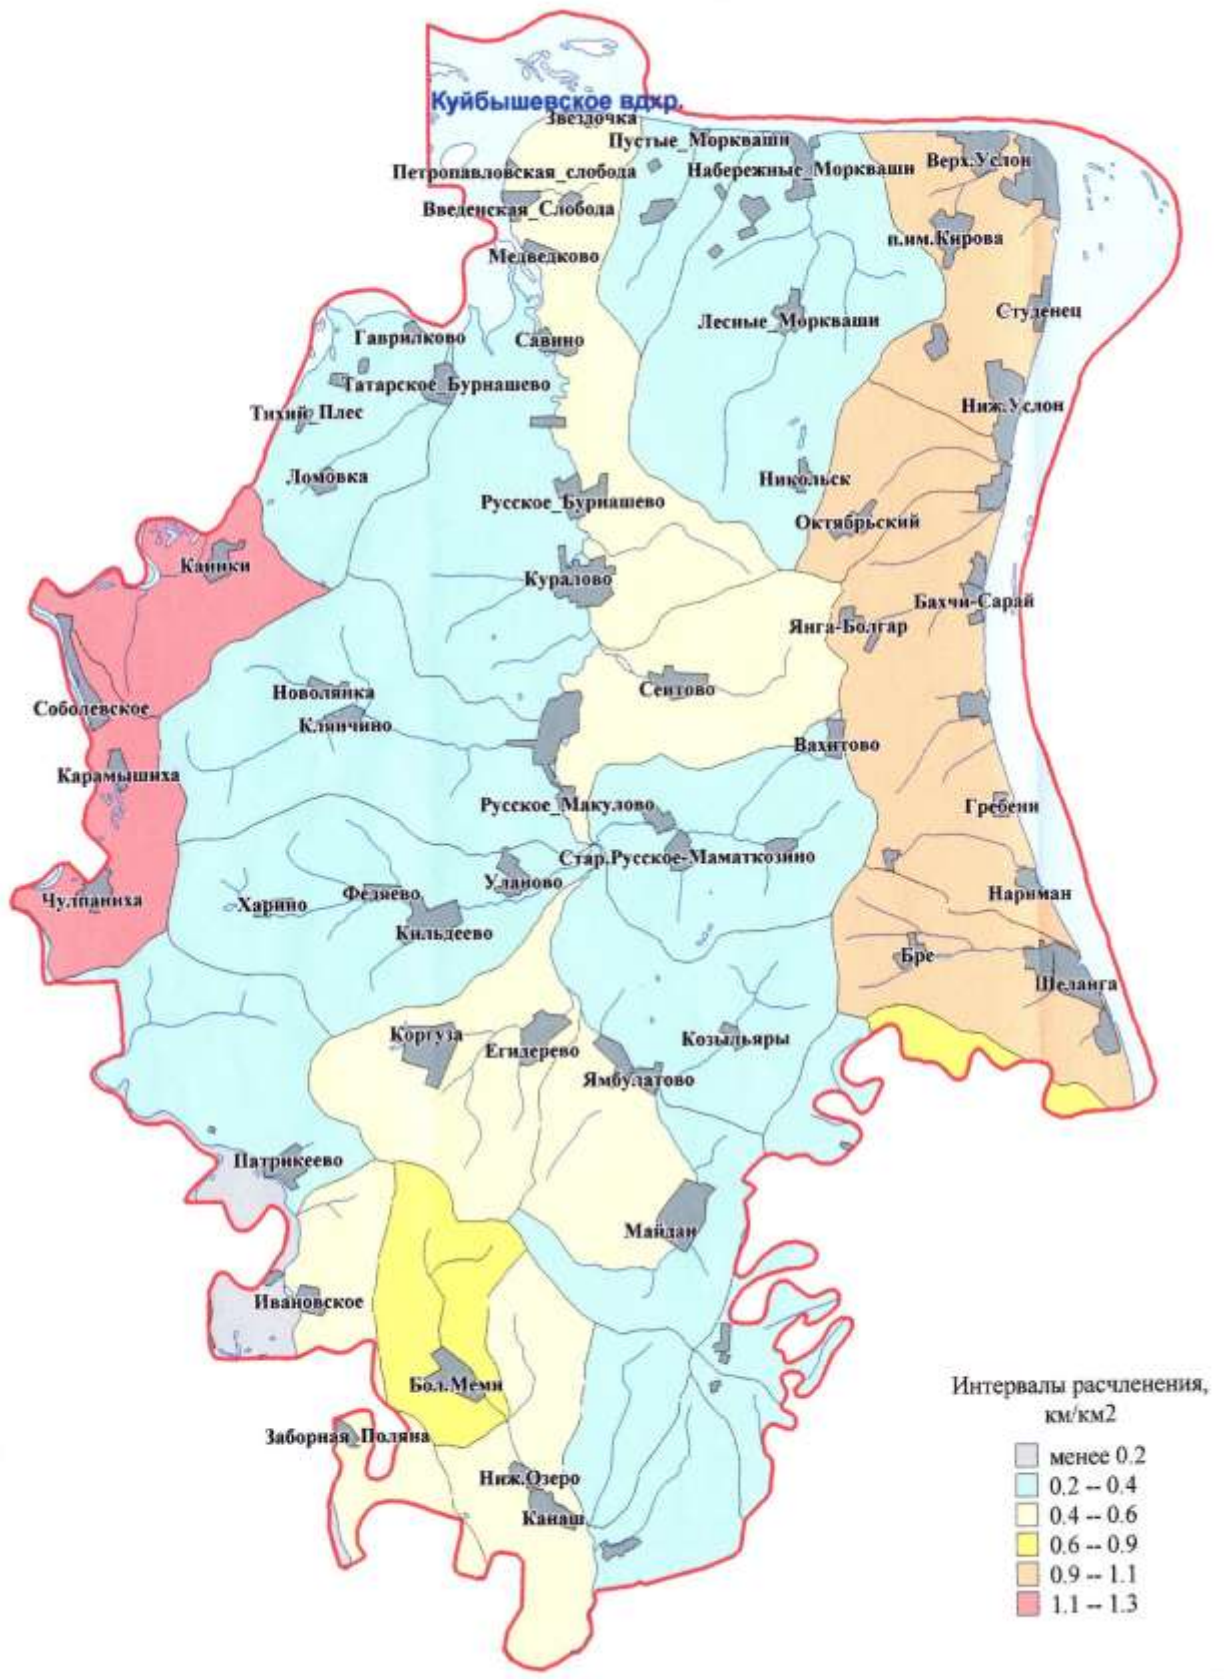 Куйбышевское вдхр.
Звездочка
Пустые_Моркваши
Верх.Услон
Петропавловская_слобода
Набережные_Моркваши
Введенская_Слобода
п.им.Кирова
Медведково
Студенец
Лесные_Моркваши
Гаврилково
Савино
Татарское_Бурнашево
Ниж.Услон
Тихий_Плес
Ломовка
Никольск
Русское_Бурнашево
Октябрьский
Каинки
Куралово
Бахчи-Сарай
Янга-Болгар
Сеитово
Новолянка
Соболевское
Клянчино
Вахитово
Карамышиха
Русское_Макулово
Гребени
Стар.Русское-Маматкозино
Уланово
Нариман
Федяево
Чулпаниха
Харино
Кильдеево
Бре
Шеланга
Коргуза
Козыльяры
Егидерево
Ямбулатово
Патрикеево
Майдан
Ивановское
Бол.Меми
Заборная_Поляна
Ниж.Озеро
Канаш
Интервалы расчленения,
км/км2
менее 0.2
0.2 -- 0.4
0.4 -- 0.6
0.6 -- 0.9
0.9 -- 1.1
1.1 -- 1.3